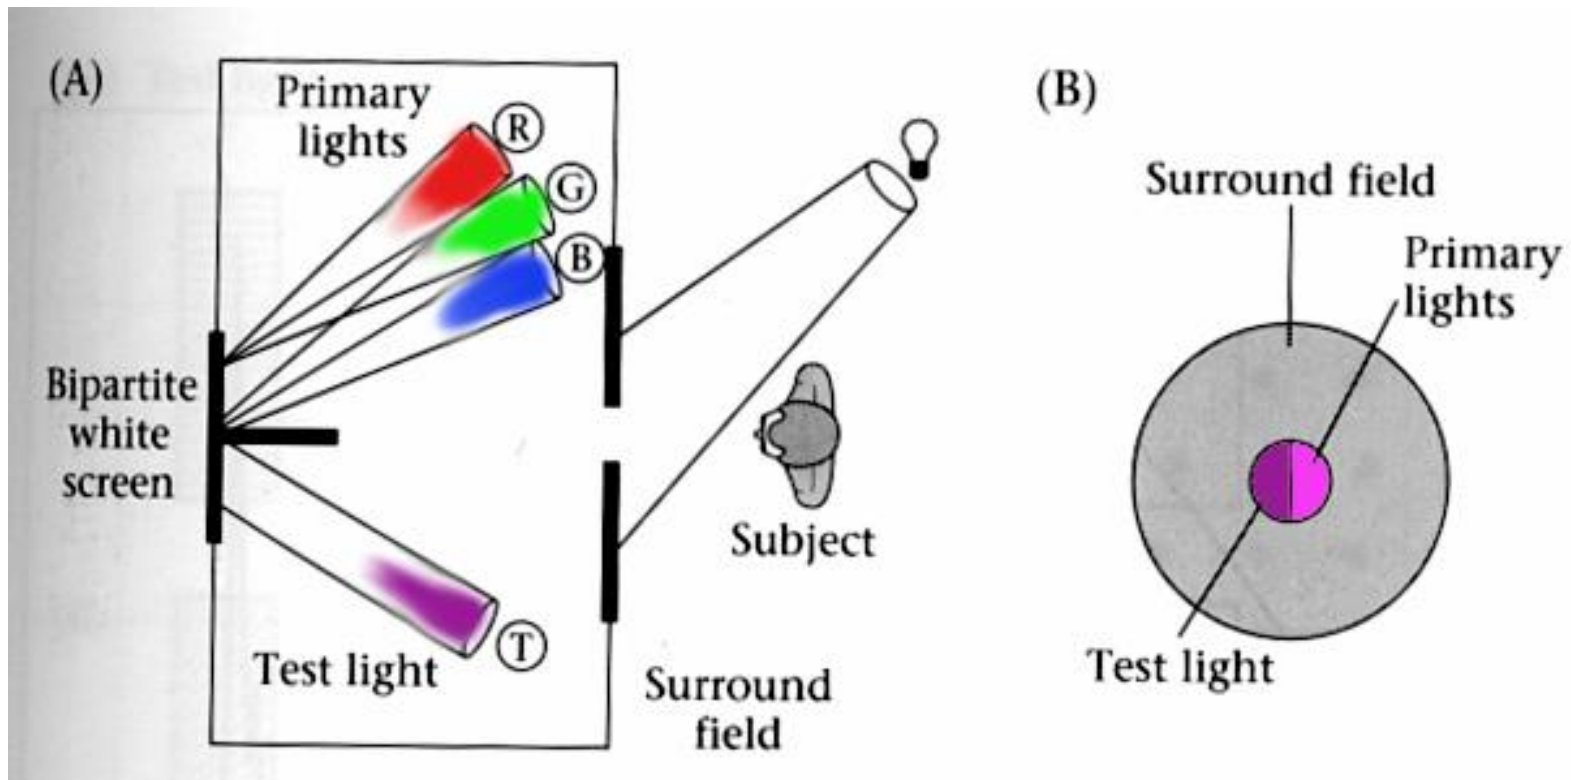 (A)
Primary
lights
R
G
B
Bipartite
white
screen
Subject
Test light
T
Surround
field
(B)
Surround field
Primary
lights
Test light